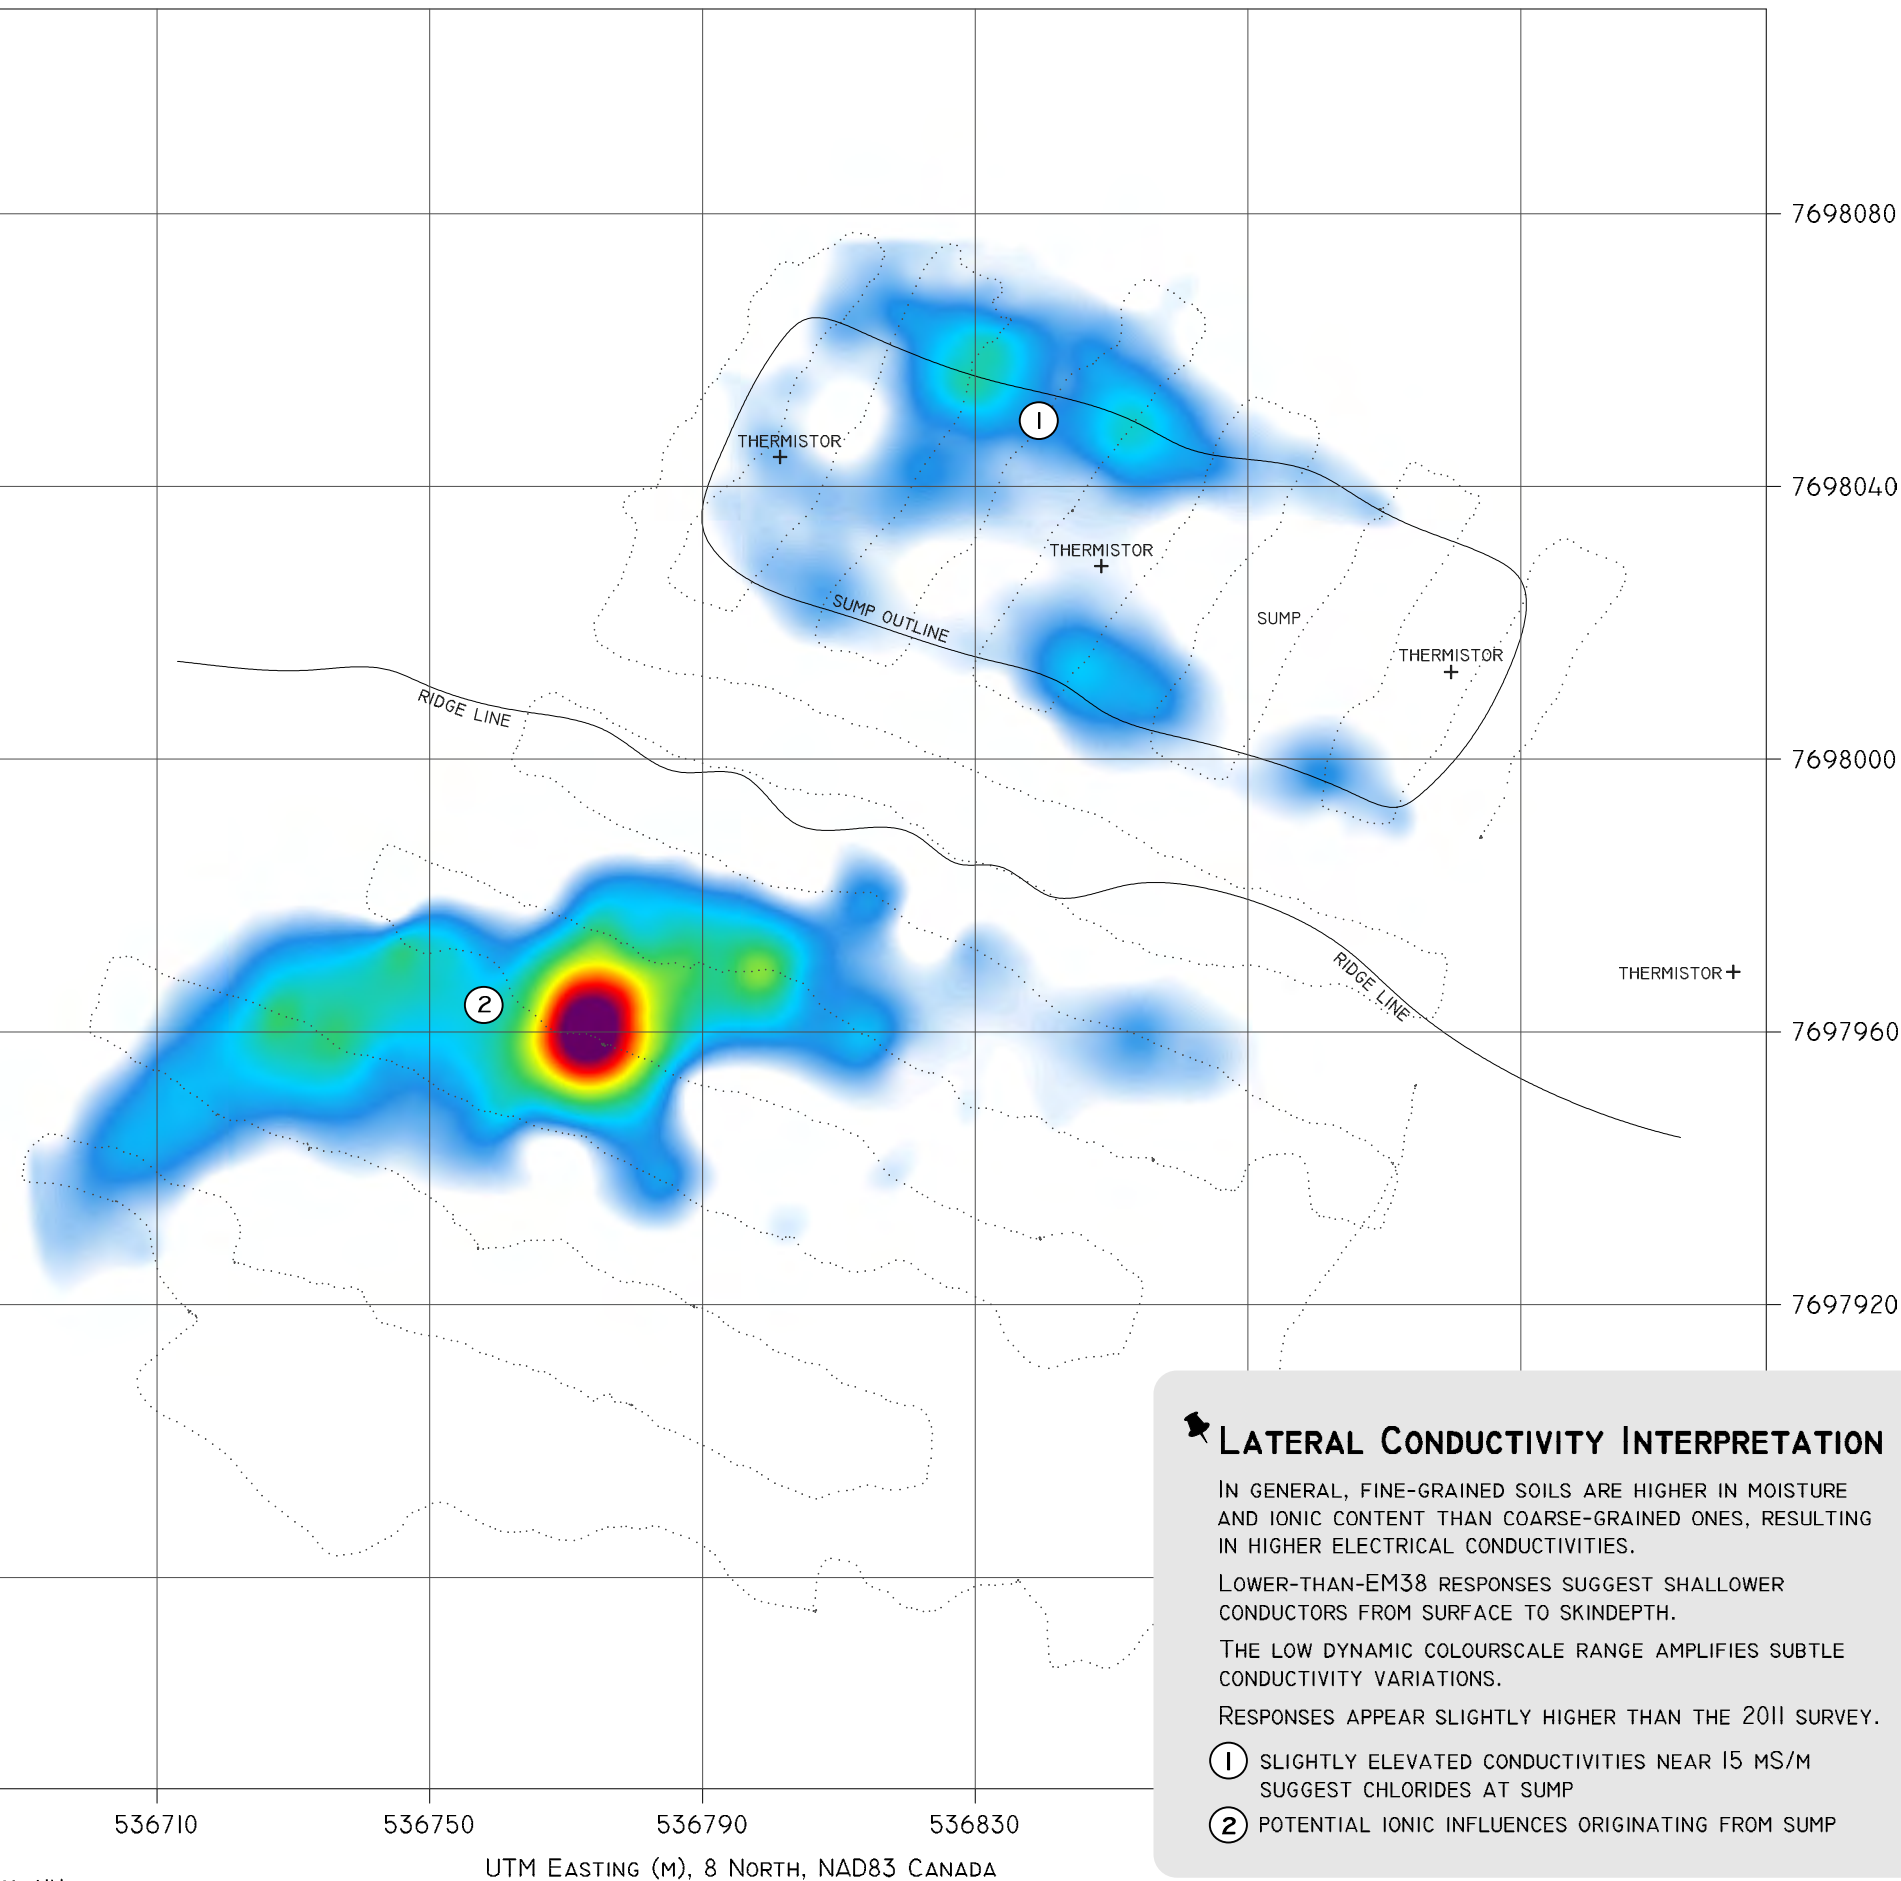 7698080
THERMISTOR
1
7698040
THERMISTOR
SUMP OUTLINE
SUMP
THERMISTOR
RIDGE LINE
7698000
RIDGE LINE
THERMISTOR
2
7697960
7697920
LATERAL CONDUCTIVITY INTERPRETATION
IN GENERAL, FINE-GRAINED SOILS ARE HIGHER IN MOISTURE
AND IONIC CONTENT THAN COARSE-GRAINED ONES, RESULTING
IN HIGHER ELECTRICAL CONDUCTIVITIES.
LOWER-THAN-EM38 RESPONSES SUGGEST SHALLOWER
CONDUCTORS FROM SURFACE TO SKINDEPTH.
THE LOW DYNAMIC COLOURSCALE RANGE AMPLIFIES SUBTLE
CONDUCTIVITY VARIATIONS.
RESPONSES APPEAR SLIGHTLY HIGHER THAN THE 2011 SURVEY.
1 SLIGHTLY ELEVATED CONDUCTIVITIES NEAR 15 MS/M
SUGGEST CHLORIDES AT SUMP
2 POTENTIAL IONIC INFLUENCES ORIGINATING FROM SUMP
536710 536750 536790 536830
UTM EASTING (M), 8 NORTH, NAD83 CANADA